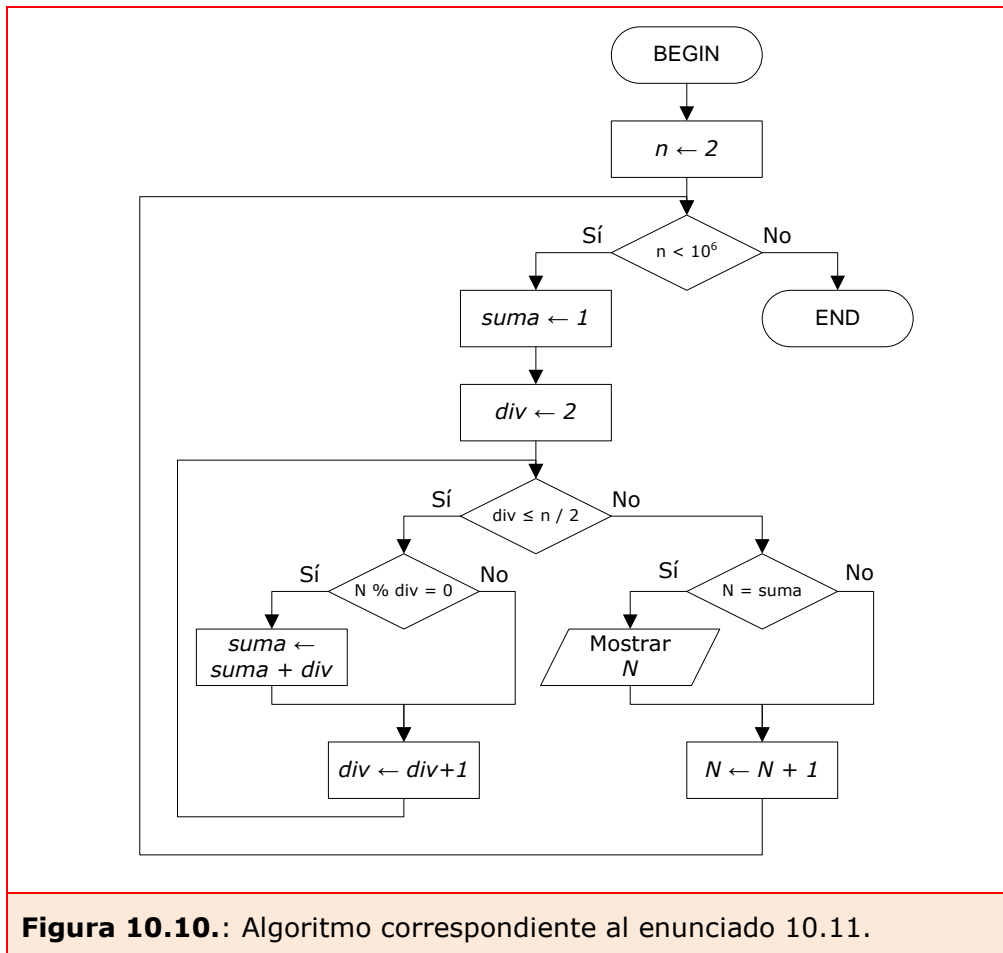 BEGIN
n ← 2
n < 10⁶
Sí
No
suma ← 1
END
div ← 2
div ≤ n / 2
Sí
No
N % div = 0
Sí
No
N = suma
Sí
No
suma ←
suma + div
Mostrar
N
div ← div+1
N ← N + 1
Figura 10.10.: Algoritmo correspondiente al enunciado 10.11.